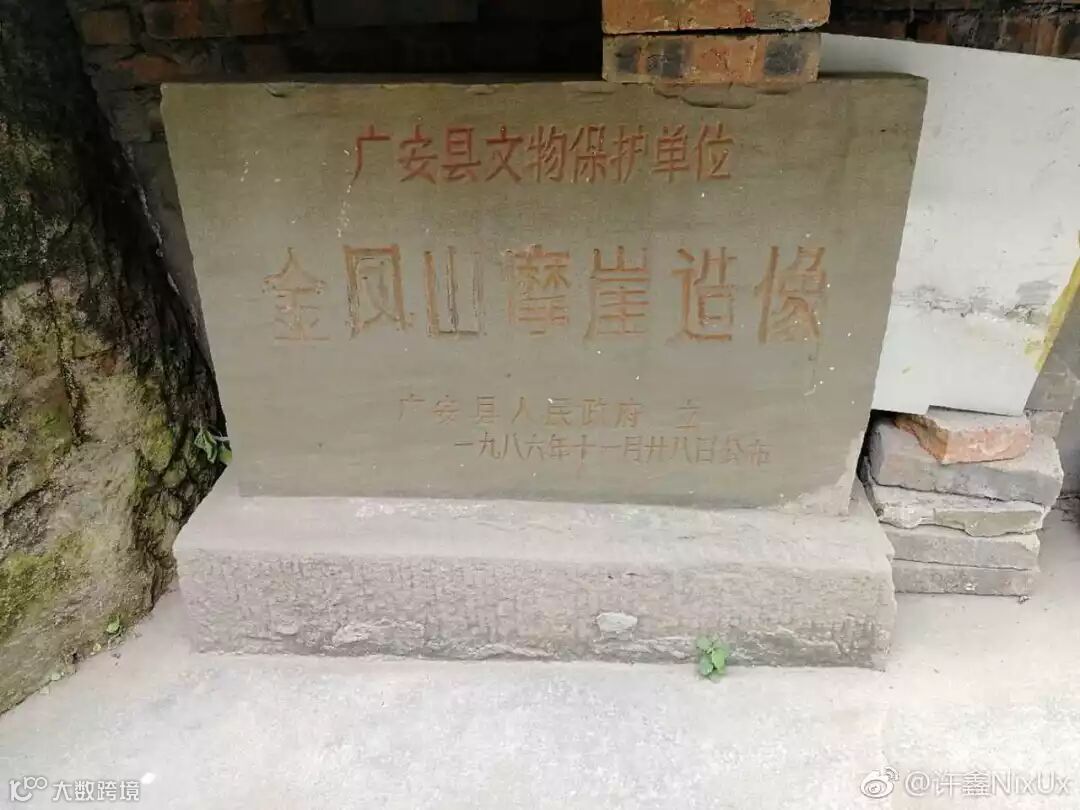 广安县文物保护单位
金凤山摩崖造像
广安县人民政府 立
一九八六年十一月廿八日公布
大数跨境
@许鑫NixUx